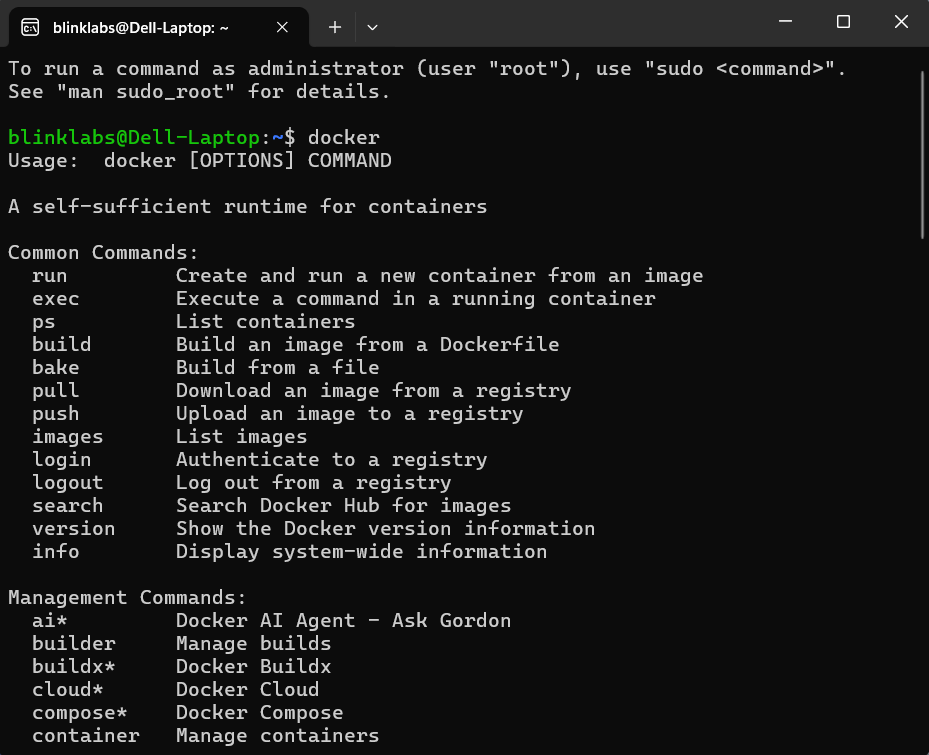 blinklabs@Dell-Laptop: ~
To run a command as administrator (user "root"), use "sudo <command>".
See "man sudo_root" for details.
blinklabs@Dell-Laptop:~$ docker
Usage:  docker [OPTIONS] COMMAND
A self-sufficient runtime for containers
Common Commands:
  run         Create and run a new container from an image
  exec        Execute a command in a running container
  ps          List containers
  build       Build an image from a Dockerfile
  bake        Build from a file
  pull        Download an image from a registry
  push        Upload an image to a registry
  images      List images
  login       Authenticate to a registry
  logout      Log out from a registry
  search      Search Docker Hub for images
  version     Show the Docker version information
  info        Display system-wide information
Management Commands:
  ai*         Docker AI Agent - Ask Gordon
  builder     Manage builds
  buildx*     Docker Buildx
  cloud*      Docker Cloud
  compose*    Docker Compose
  container   Manage containers